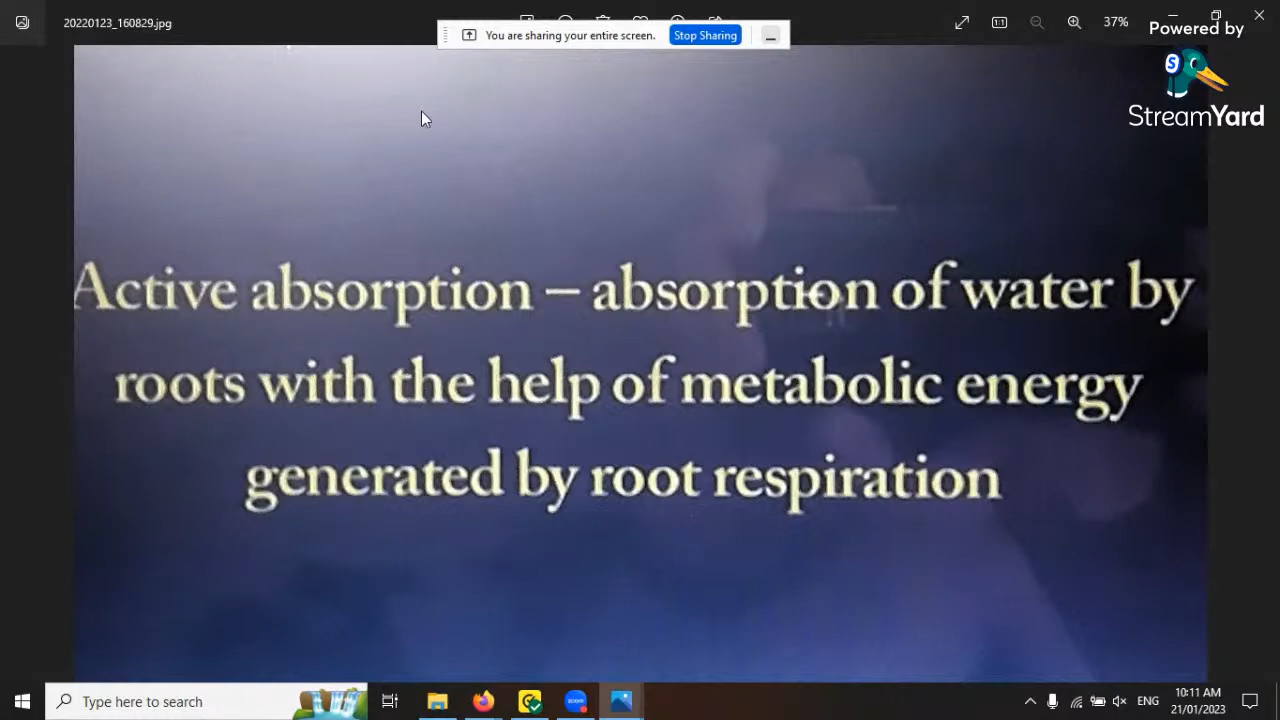 20220123_160829.jpg
You are sharing your entire screen. Stop Sharing
37%
Powered by
StreamYard
Active absorption – absorption of water by
roots with the help of metabolic energy
generated by root respiration
Type here to search
zoom
ENG
10:11 AM
21/01/2023